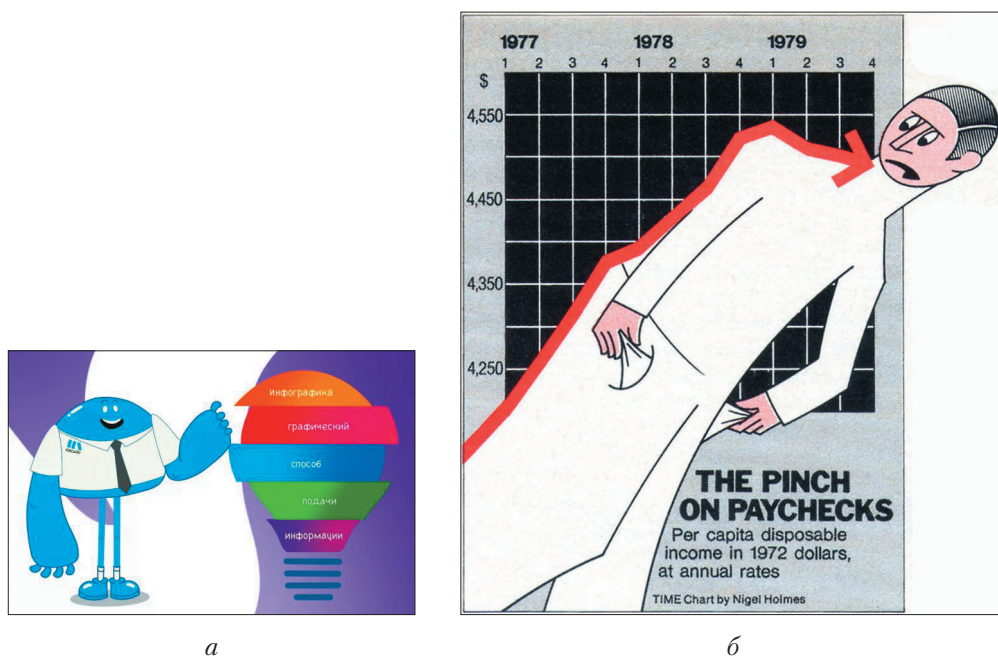 инфографика
графический
способ
подачи
информации
а
1977 1978 1979
1 2 3 4 1 2 3 4 1 2 3 4
$
4,550
4,450
4,350
4,250
THE PINCH
ON PAYCHECKS
Per capita disposable
income in 1972 dollars,
at annual rates
TIME Chart by Nigel Holmes
б